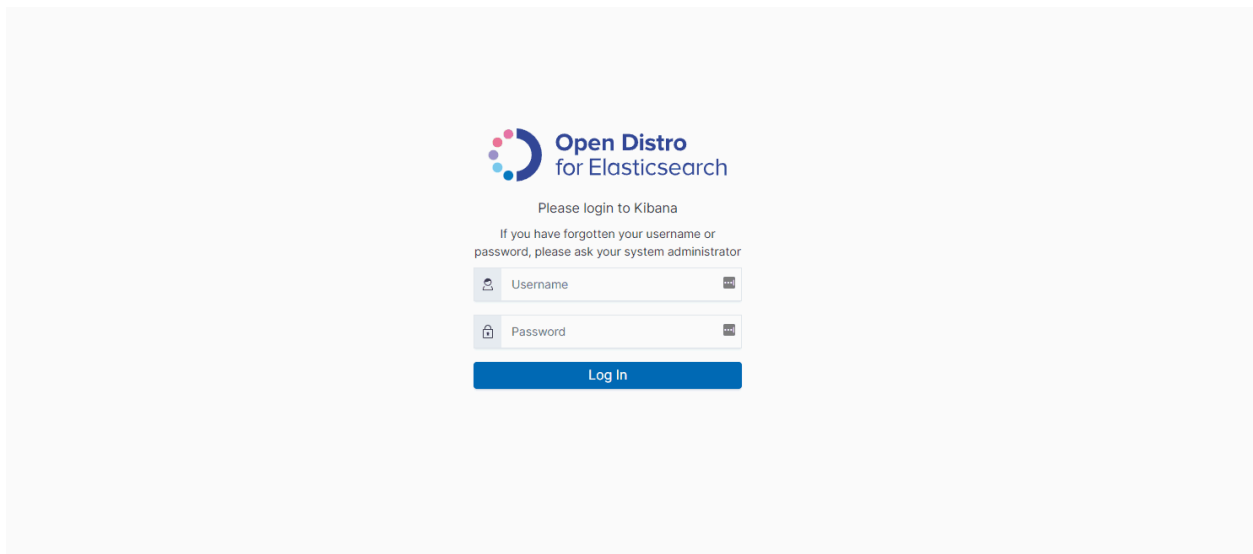 Open Distro
for Elasticsearch
Please login to Kibana
If you have forgotten your username or
password, please ask your system administrator
Username
Password
Log In